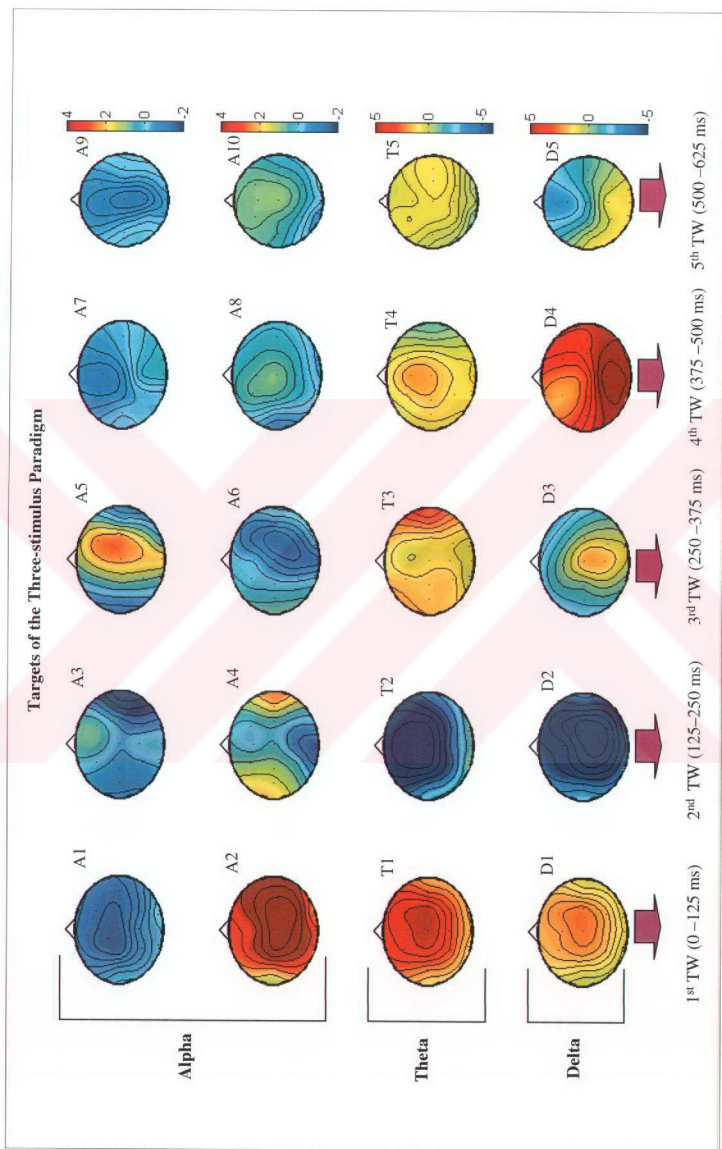 Targets of the Three-stimulus Paradigm
Alpha
A1
A3
A5
A7
A9
4
2
0
-2
A2
A4
A6
A8
A10
4
2
0
-2
Theta
T1
T2
T3
T4
T5
5
0
-5
Delta
D1
D2
D3
D4
D5
5
0
-5
1st TW (0 –125 ms)
2nd TW (125–250 ms)
3rd TW (250 –375 ms)
4th TW (375 –500 ms)
5th TW (500 –625 ms)